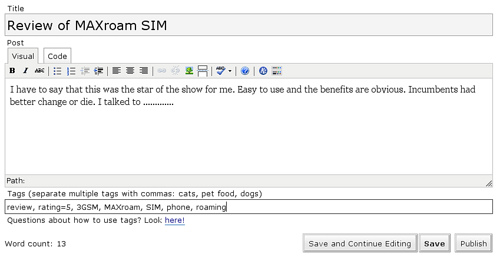 Title
Review of MAXroam SIM
Post
Visual Code
B I ABC
I have to say that this was the star of the show for me. Easy to use and the benefits are obvious. Incumbents had
better change or die. I talked to .............
Path:
Tags (separate multiple tags with commas: cats, pet food, dogs)
review, rating=5, 3GSM, MAXroam, SIM, phone, roaming
Questions about how to use tags? Look here!
Word count: 13 Save and Continue Editing Save Publish